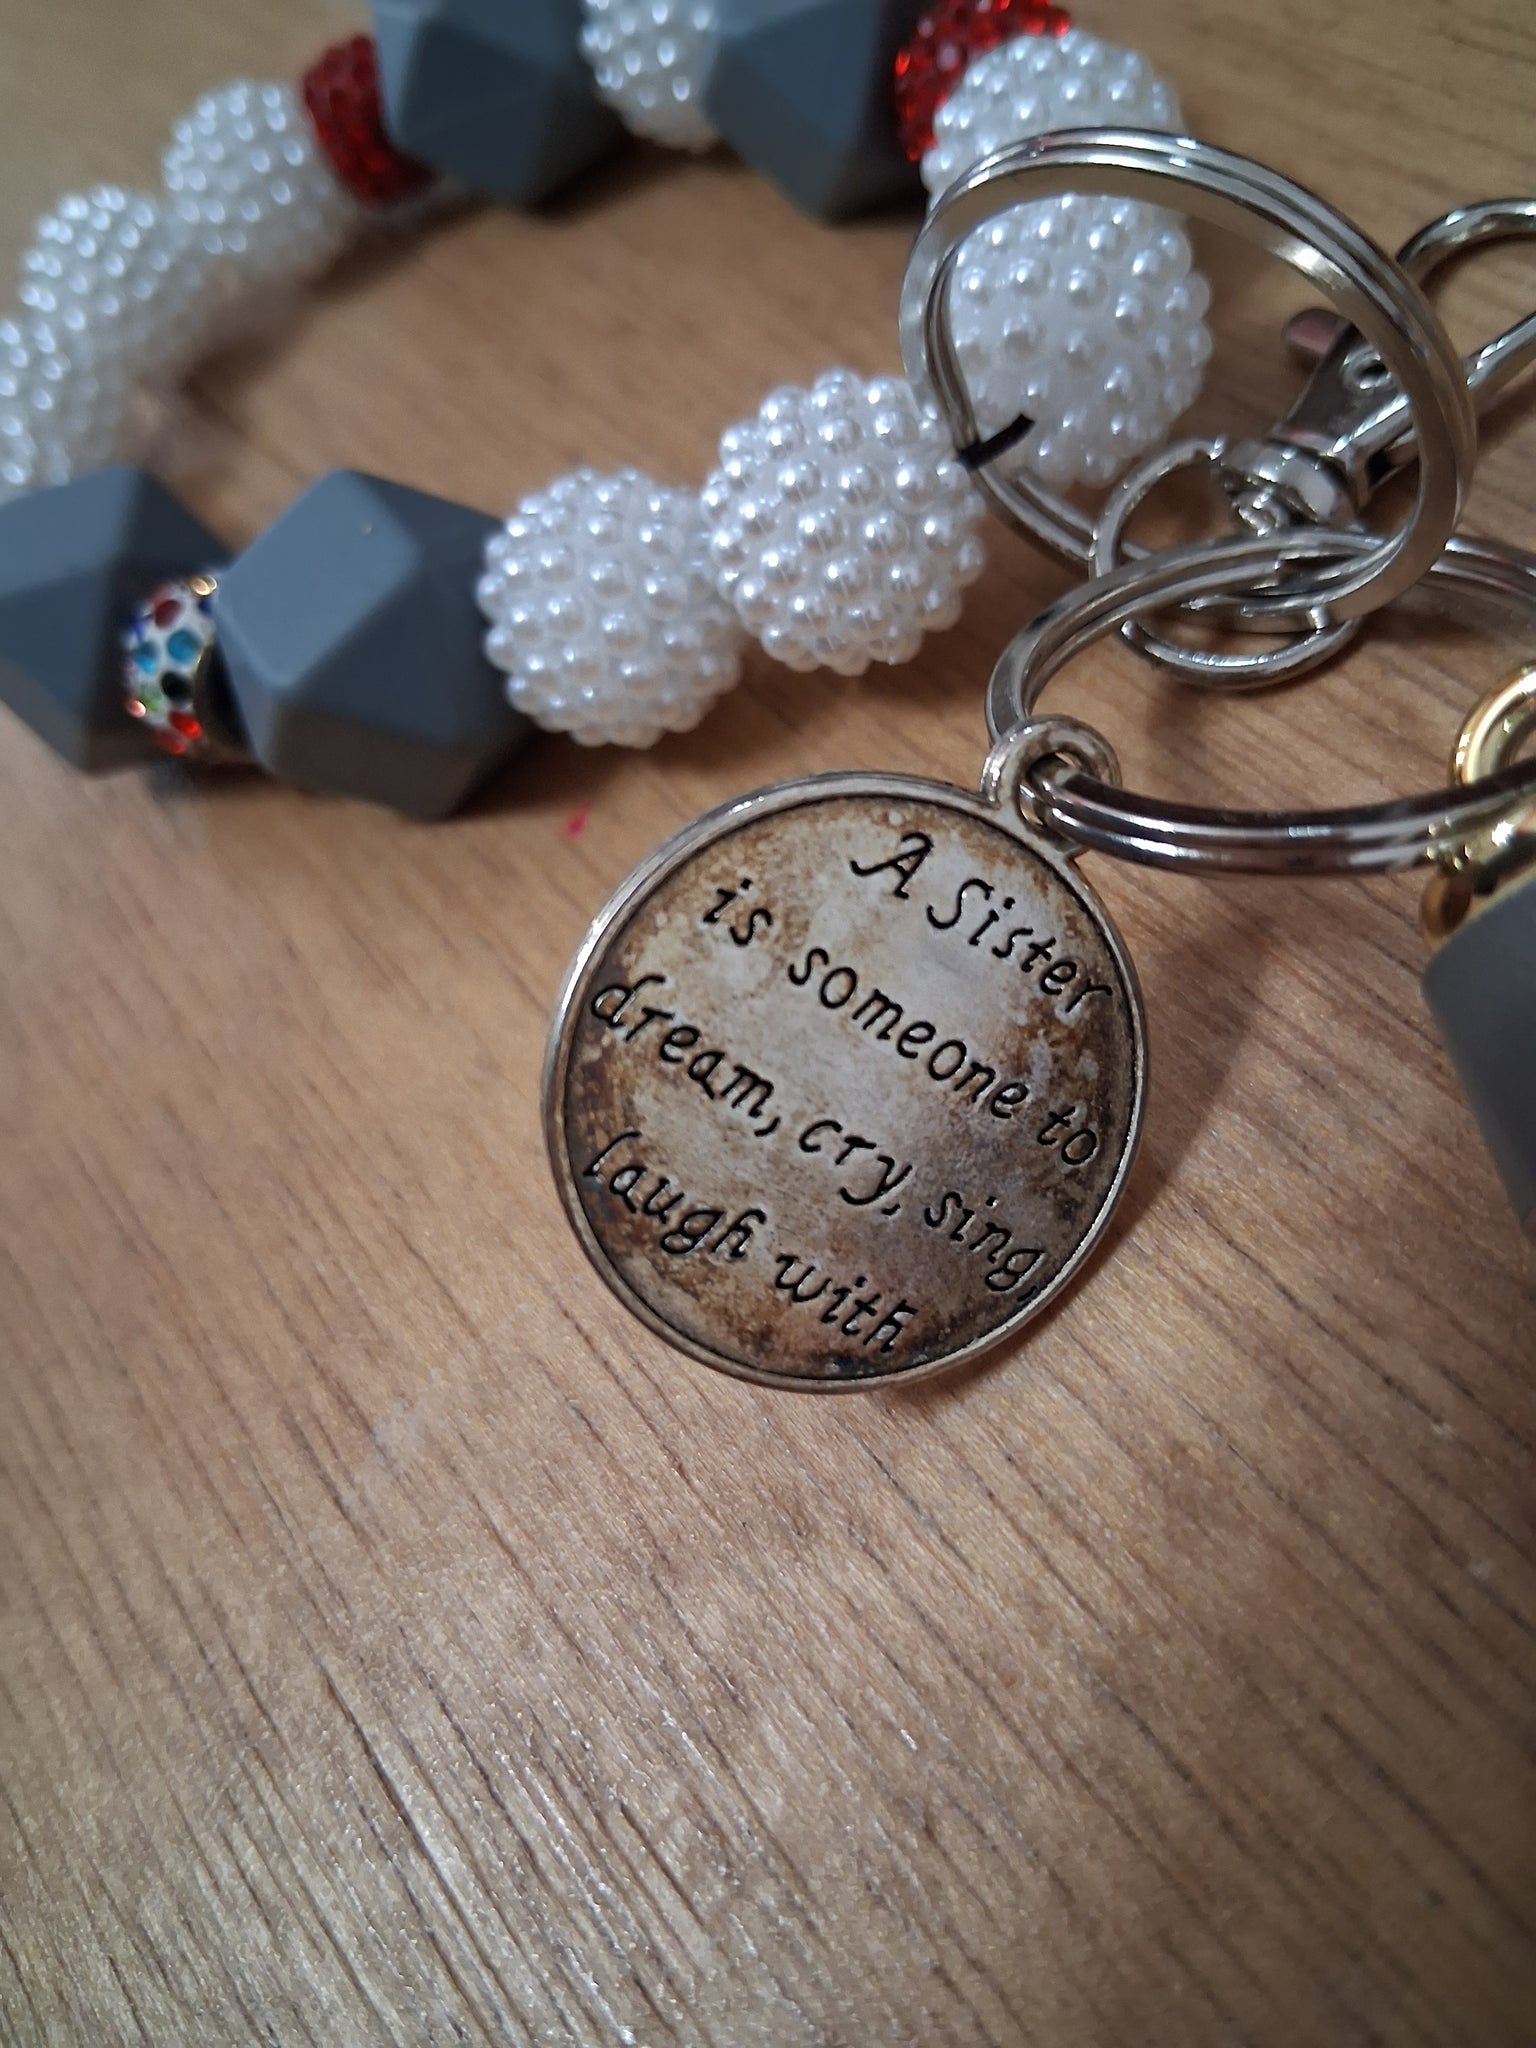 A Sister
is someone to
dream, cry, sing,
laugh with